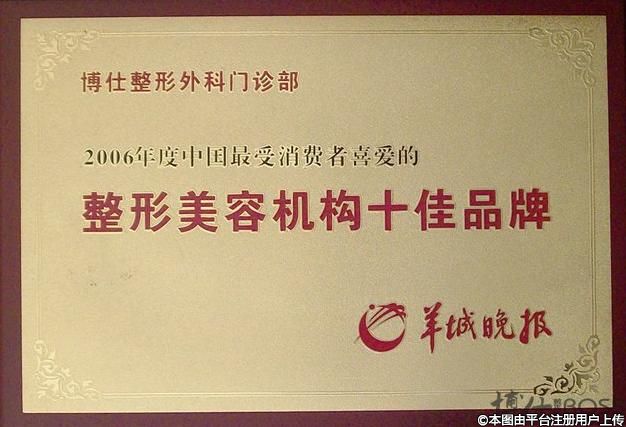 博仕整形外科门诊部
2006年度中国最受消费者喜爱的
整形美容机构十佳品牌
羊城晚报
博仕
©本图由平台注册用户上传